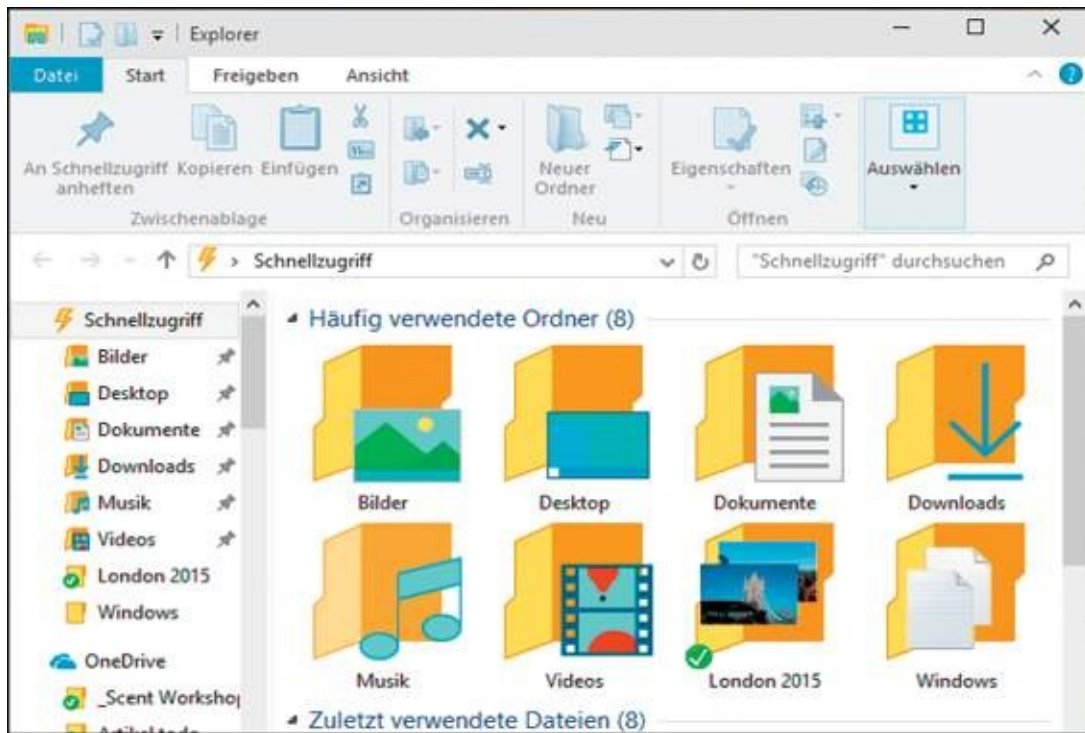 Explorer
Datei Start Freigeben Ansicht
An Schnellzugriff anheften Kopieren Einfügen
Neuer Ordner
Eigenschaften
Auswählen
Zwischenablage Organisieren Neu Öffnen
Schnellzugriff
"Schnellzugriff" durchsuchen
Schnellzugriff
Bilder
Desktop
Dokumente
Downloads
Musik
Videos
London 2015
Windows
OneDrive
_Scent Workshop
Häufig verwendete Ordner (8)
Bilder Desktop Dokumente Downloads
Musik Videos London 2015 Windows
Zuletzt verwendete Dateien (8)